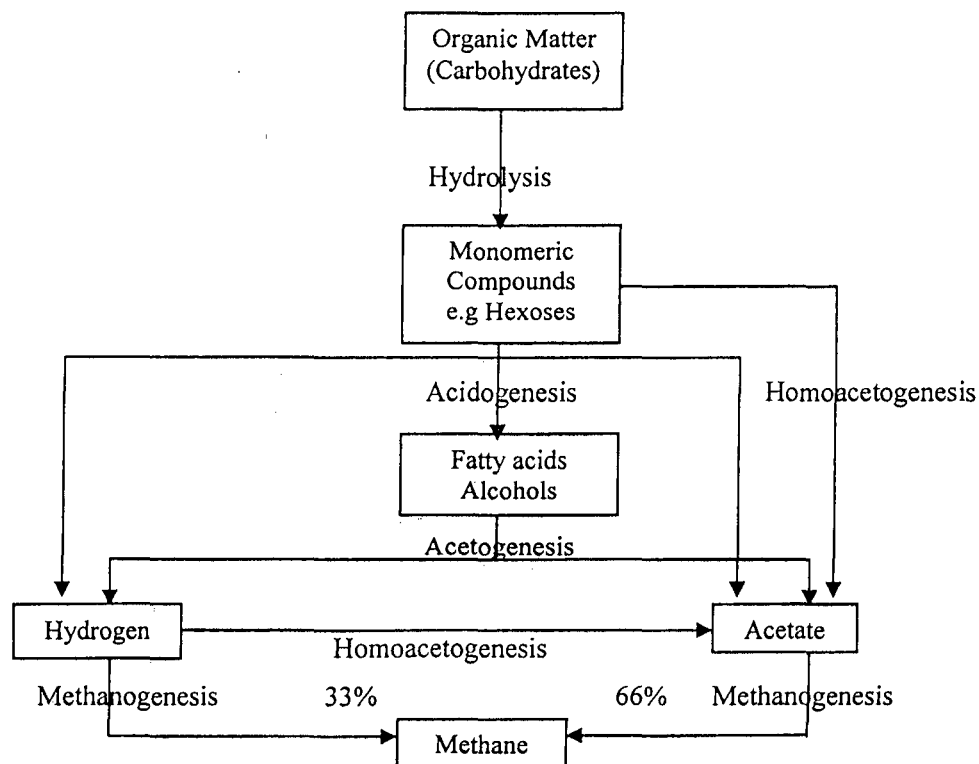 Organic Matter
(Carbohydrates)
Hydrolysis
Monomeric
Compounds
e.g Hexoses
Acidogenesis
Homoacetogenesis
Fatty acids
Alcohols
Acetogenesis
Hydrogen
Acetate
Homoacetogenesis
Methanogenesis
33%
66%
Methanogenesis
Methane